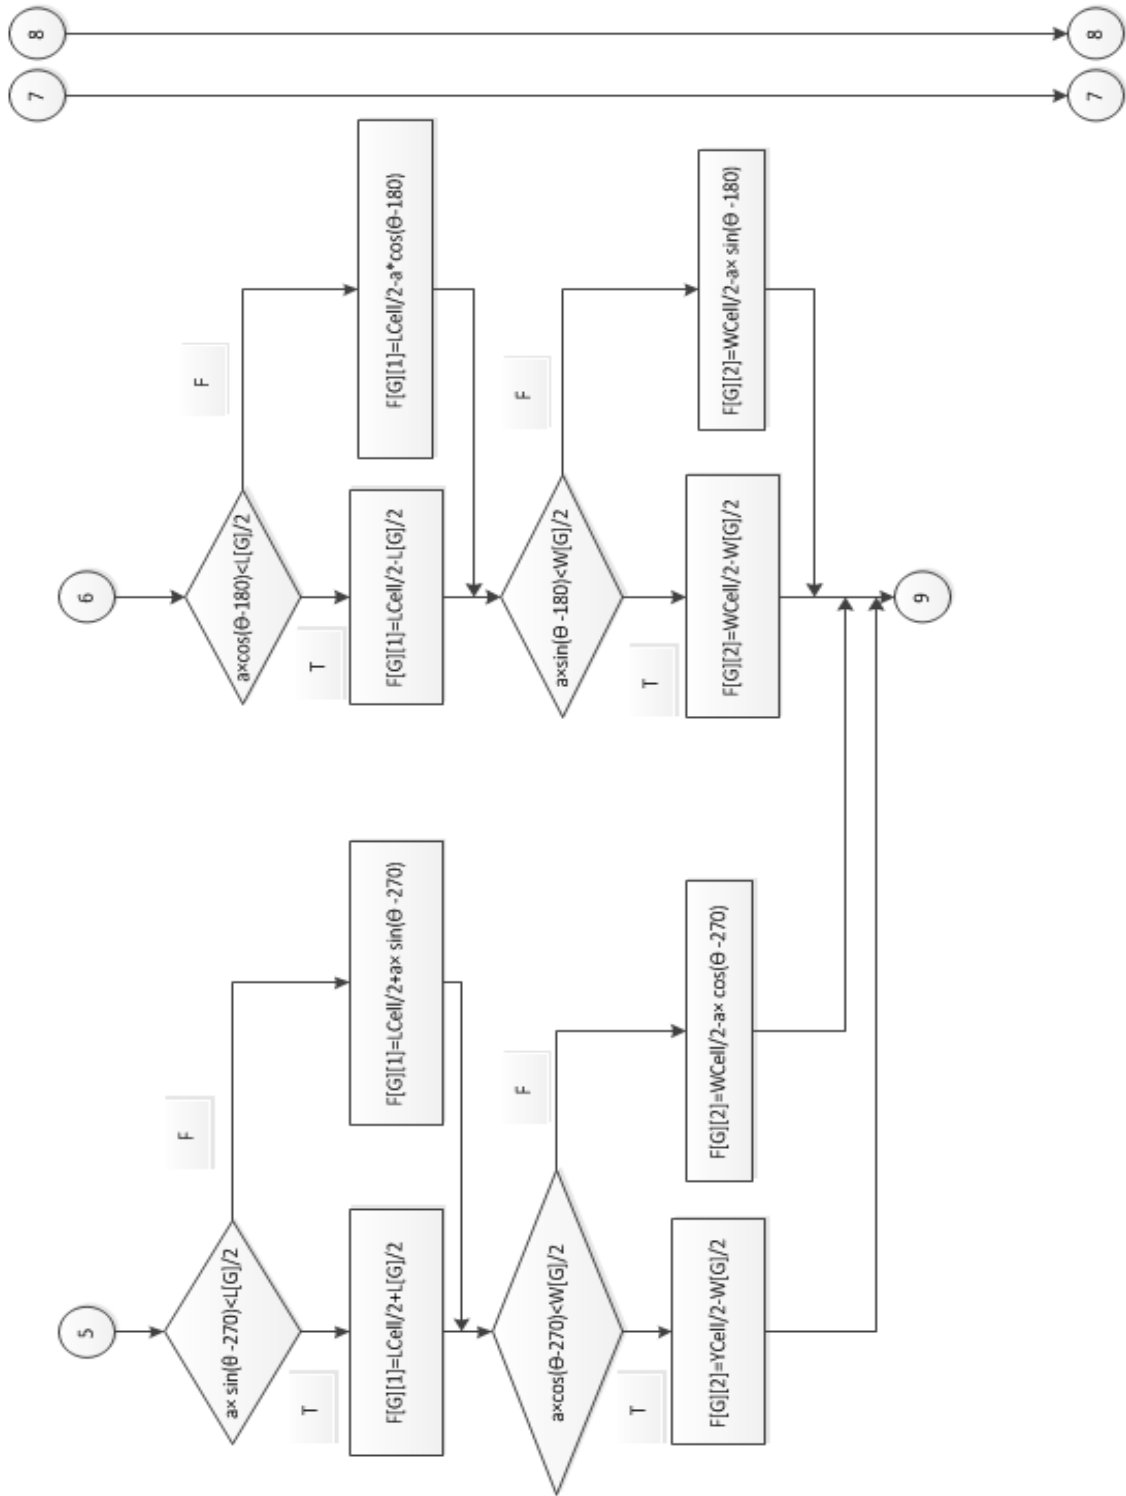 8
8
7
7
6
a×cos(θ-180)<L[G]/2
F
T
F[G][1]=LCell/2-L[G]/2
F[G][1]=LCell/2-a*cos(θ-180)
a×sin(θ -180)<W[G]/2
F
T
F[G][2]=WCell/2-W[G]/2
F[G][2]=WCell/2-a× sin(θ -180)
9
5
a× sin(θ -270)<L[G]/2
F
T
F[G][1]=LCell/2+L[G]/2
F[G][1]=LCell/2+a× sin(θ -270)
a×cos(θ-270)<W[G]/2
F
T
F[G][2]=YCell/2-W[G]/2
F[G][2]=WCell/2-a× cos(θ -270)